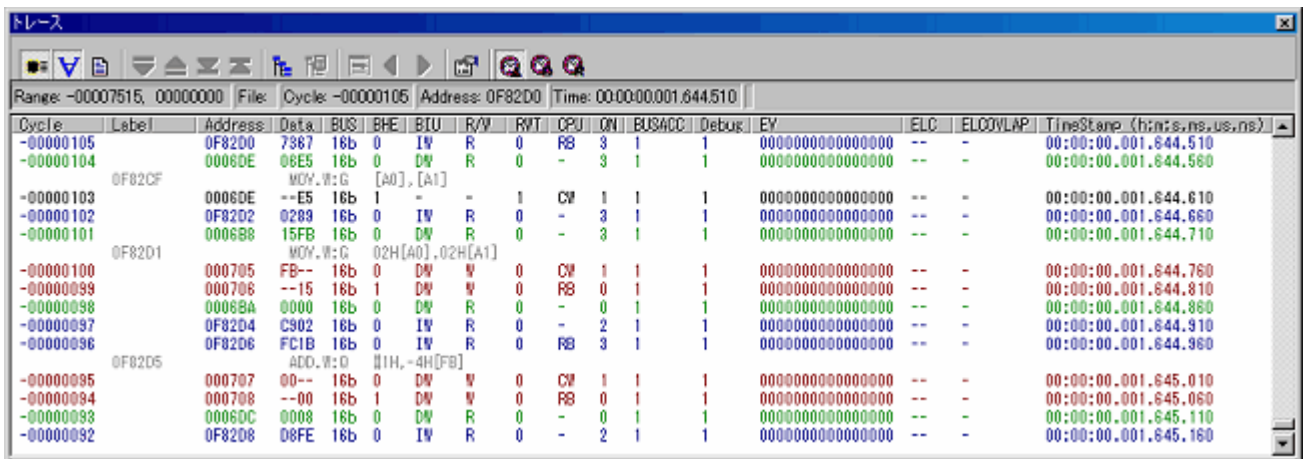 トレース
Range: -00007515, 00000000 File: Cycle: -00000105 Address: 0F82D0 Time: 00:00:00.001.644.510
Cycle Label Address Data BUS BHE BIU R/W RWT CPU QN BUSACC Debug EV ELC ELCOVLAP TimeStamp (h:m:s,ms,us,ns)
-00000105 0F82D0 7367 16b 0 IW R 0 RB 3 1 1 0000000000000000 -- - 00:00:00.001.644.510
-00000104 0006DE 06E5 16b 0 DW R 0 - 3 1 1 0000000000000000 -- - 00:00:00.001.644.560
0F82CF MOV.W:G [A0],[A1]
-00000103 0006DE --E5 16b 1 - - 1 CW 1 1 1 0000000000000000 -- - 00:00:00.001.644.610
-00000102 0F82D2 0289 16b 0 IW R 0 - 3 1 1 0000000000000000 -- - 00:00:00.001.644.660
-00000101 0006B8 15FB 16b 0 DW R 0 - 3 1 1 0000000000000000 -- - 00:00:00.001.644.710
0F82D1 MOV.W:G 02H[A0],02H[A1]
-00000100 000705 FB-- 16b 0 DW W 0 CW 1 1 1 0000000000000000 -- - 00:00:00.001.644.760
-00000099 000706 --15 16b 1 DW W 0 RB 0 1 1 0000000000000000 -- - 00:00:00.001.644.810
-00000098 0006BA 0000 16b 0 DW R 0 - 0 1 1 0000000000000000 -- - 00:00:00.001.644.860
-00000097 0F82D4 C902 16b 0 IW R 0 - 2 1 1 0000000000000000 -- - 00:00:00.001.644.910
-00000096 0F82D6 FC1B 16b 0 IW R 0 RB 3 1 1 0000000000000000 -- - 00:00:00.001.644.960
0F82D5 ADD.W:Q #1H,-4H[FB]
-00000095 000707 00-- 16b 0 DW W 0 CW 1 1 1 0000000000000000 -- - 00:00:00.001.645.010
-00000094 000708 --00 16b 1 DW W 0 RB 0 1 1 0000000000000000 -- - 00:00:00.001.645.060
-00000093 0006DC 0008 16b 0 DW R 0 - 0 1 1 0000000000000000 -- - 00:00:00.001.645.110
-00000092 0F82D8 D8FE 16b 0 IW R 0 - 2 1 1 0000000000000000 -- - 00:00:00.001.645.160